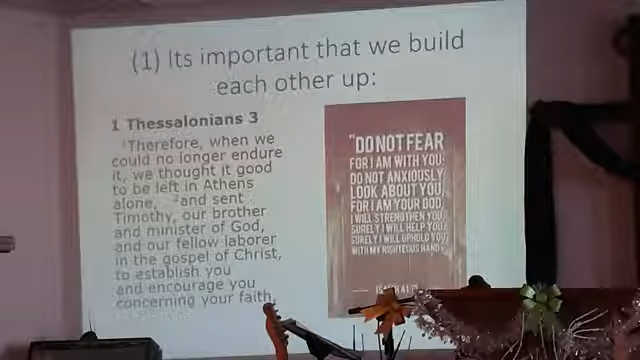 (1) Its important that we build
each other up:
1 Thessalonians 3
1Therefore, when we
could no longer endure
it, we thought it good
to be left in Athens
alone, 2and sent
Timothy, our brother
and minister of God,
and our fellow laborer
in the gospel of Christ,
to establish you
and encourage you
concerning your faith,
"DO NOT FEAR
FOR I AM WITH YOU;
DO NOT ANXIOUSLY
LOOK ABOUT YOU,
FOR I AM YOUR GOD.
I WILL STRENGTHEN YOU,
SURELY I WILL HELP YOU,
SURELY I WILL UPHOLD YOU
WITH MY RIGHTEOUS HAND."